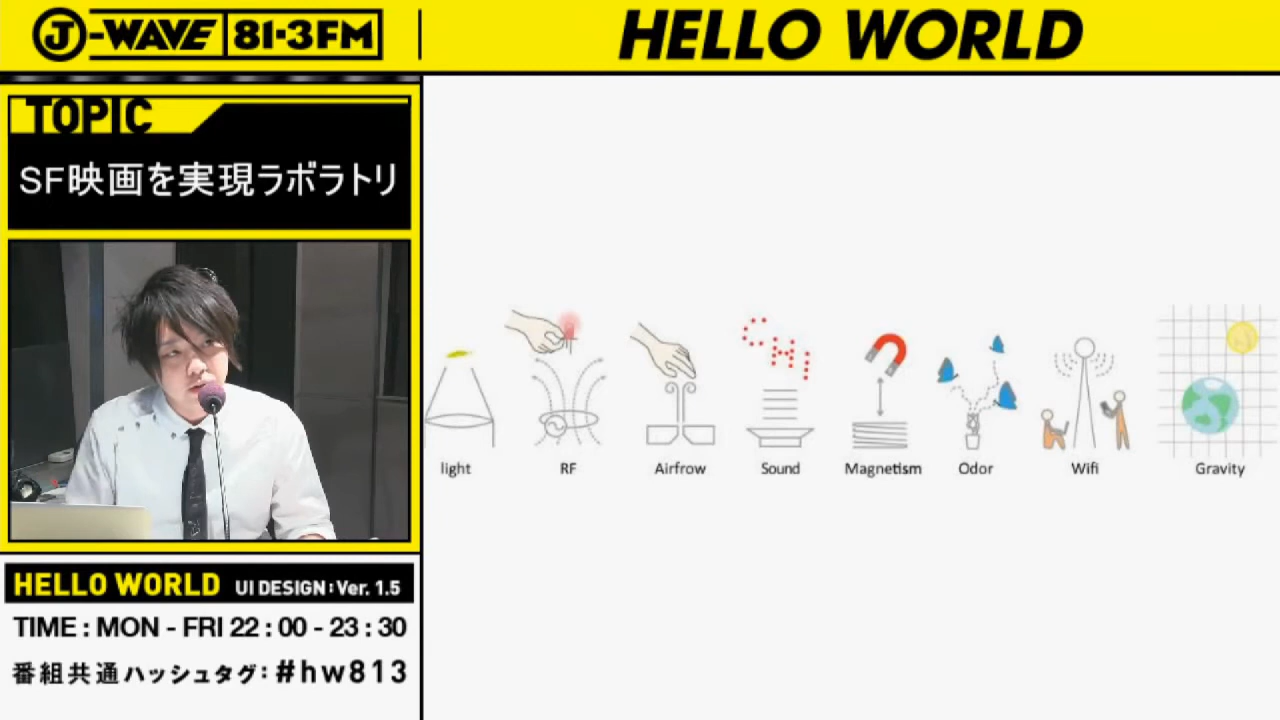 J-WAVE 81.3FM
HELLO WORLD
TOPIC
SF映画を実現ラボラトリ
CHI
light
RF
Airfrow
Sound
Magnetism
Odor
Wifi
Gravity
HELLO WORLD UI DESIGN:Ver. 1.5
TIME : MON - FRI 22 : 00 - 23 : 30
番組共通ハッシュタグ: #hw813